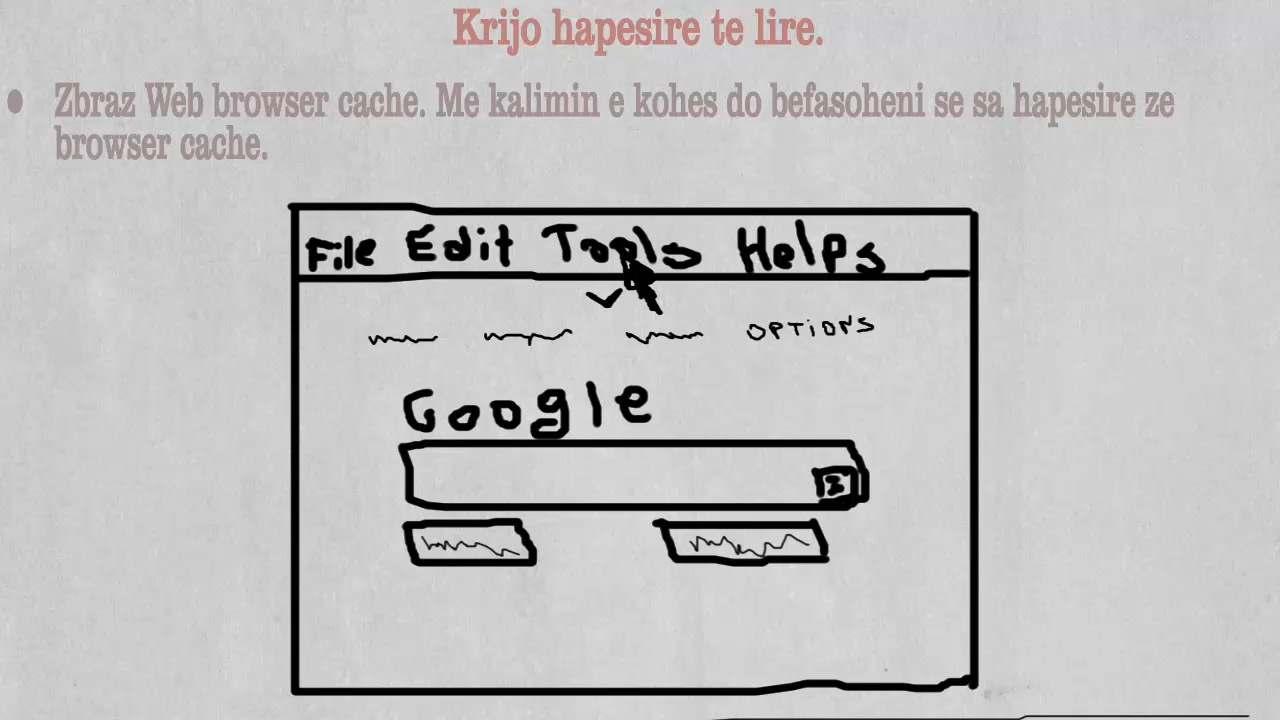 Krijo hapesire te lire.
Zbraz Web browser cache. Me kalimin e kohes do befasoheni se sa hapesire ze
browser cache.
File Edit Tools Helps
OPTIONS
Google